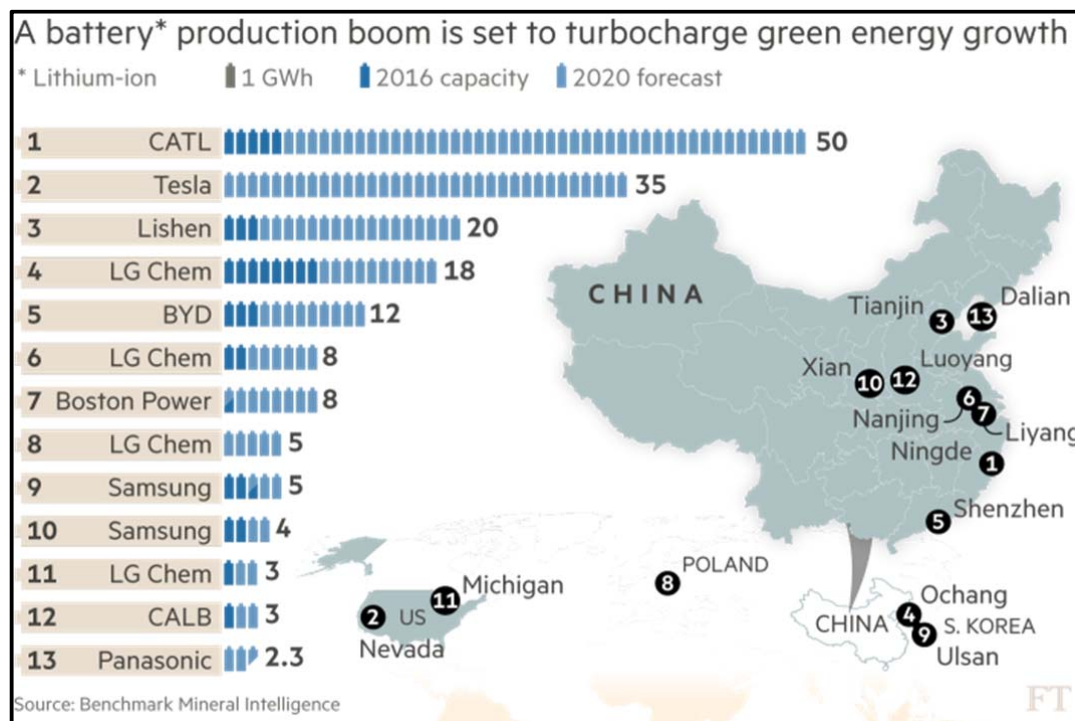 A battery* production boom is set to turbocharge green energy growth
* Lithium-ion 1 GWh 2016 capacity 2020 forecast
1 CATL 50
2 Tesla 35
3 Lishen 20
4 LG Chem 18
5 BYD 12
6 LG Chem 8
7 Boston Power 8
8 LG Chem 5
9 Samsung 5
10 Samsung 4
11 LG Chem 3
12 CALB 3
13 Panasonic 2.3
CHINA
Tianjin 3
13 Dalian
Xian 10
12 Luoyang
Nanjing 6
7 Liyang
Ningde 1
5 Shenzhen
2 US 11 Michigan
Nevada
8 POLAND
CHINA
4 Ochang
9 S. KOREA
Ulsan
Source: Benchmark Mineral Intelligence
FT